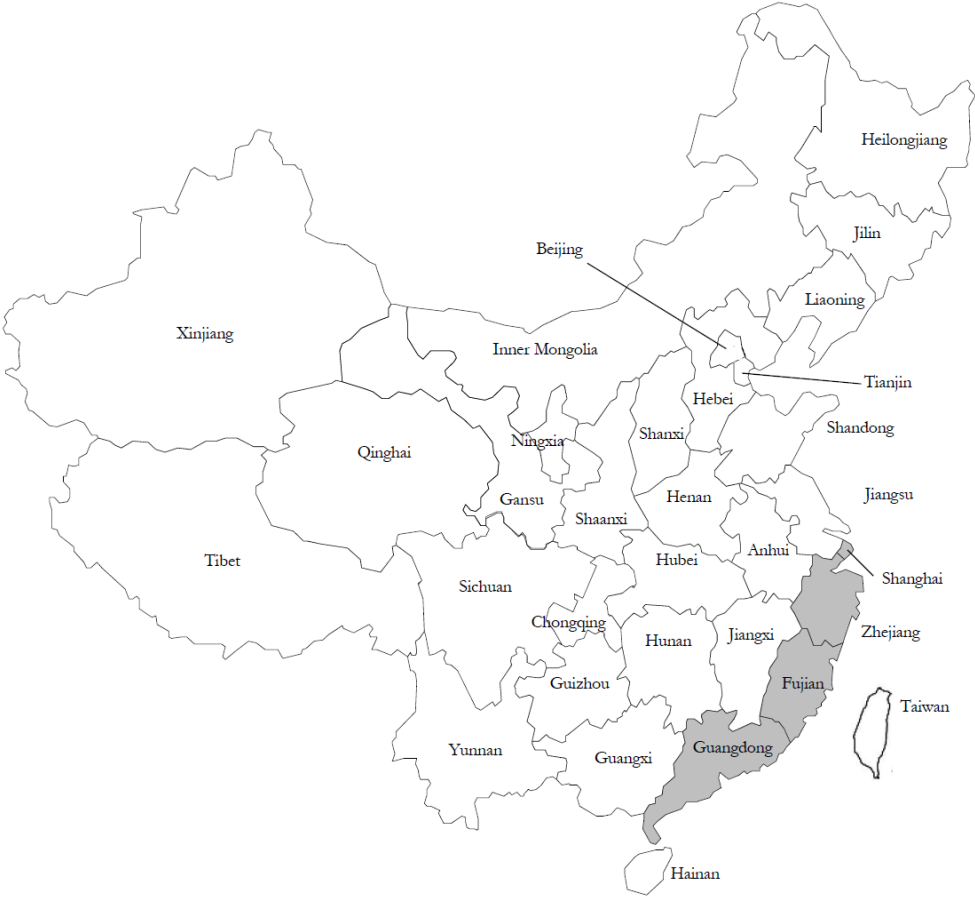 Heilongjiang
Jilin
Beijing
Liaoning
Xinjiang
Inner Mongolia
Tianjin
Hebei
Shandong
Shanxi
Ningxia
Qinghai
Jiangsu
Henan
Gansu
Shaanxi
Anhui
Hubei
Tibet
Shanghai
Sichuan
Chongqing
Zhejiang
Jiangxi
Hunan
Guizhou
Fujian
Taiwan
Guangdong
Yunnan
Guangxi
Hainan